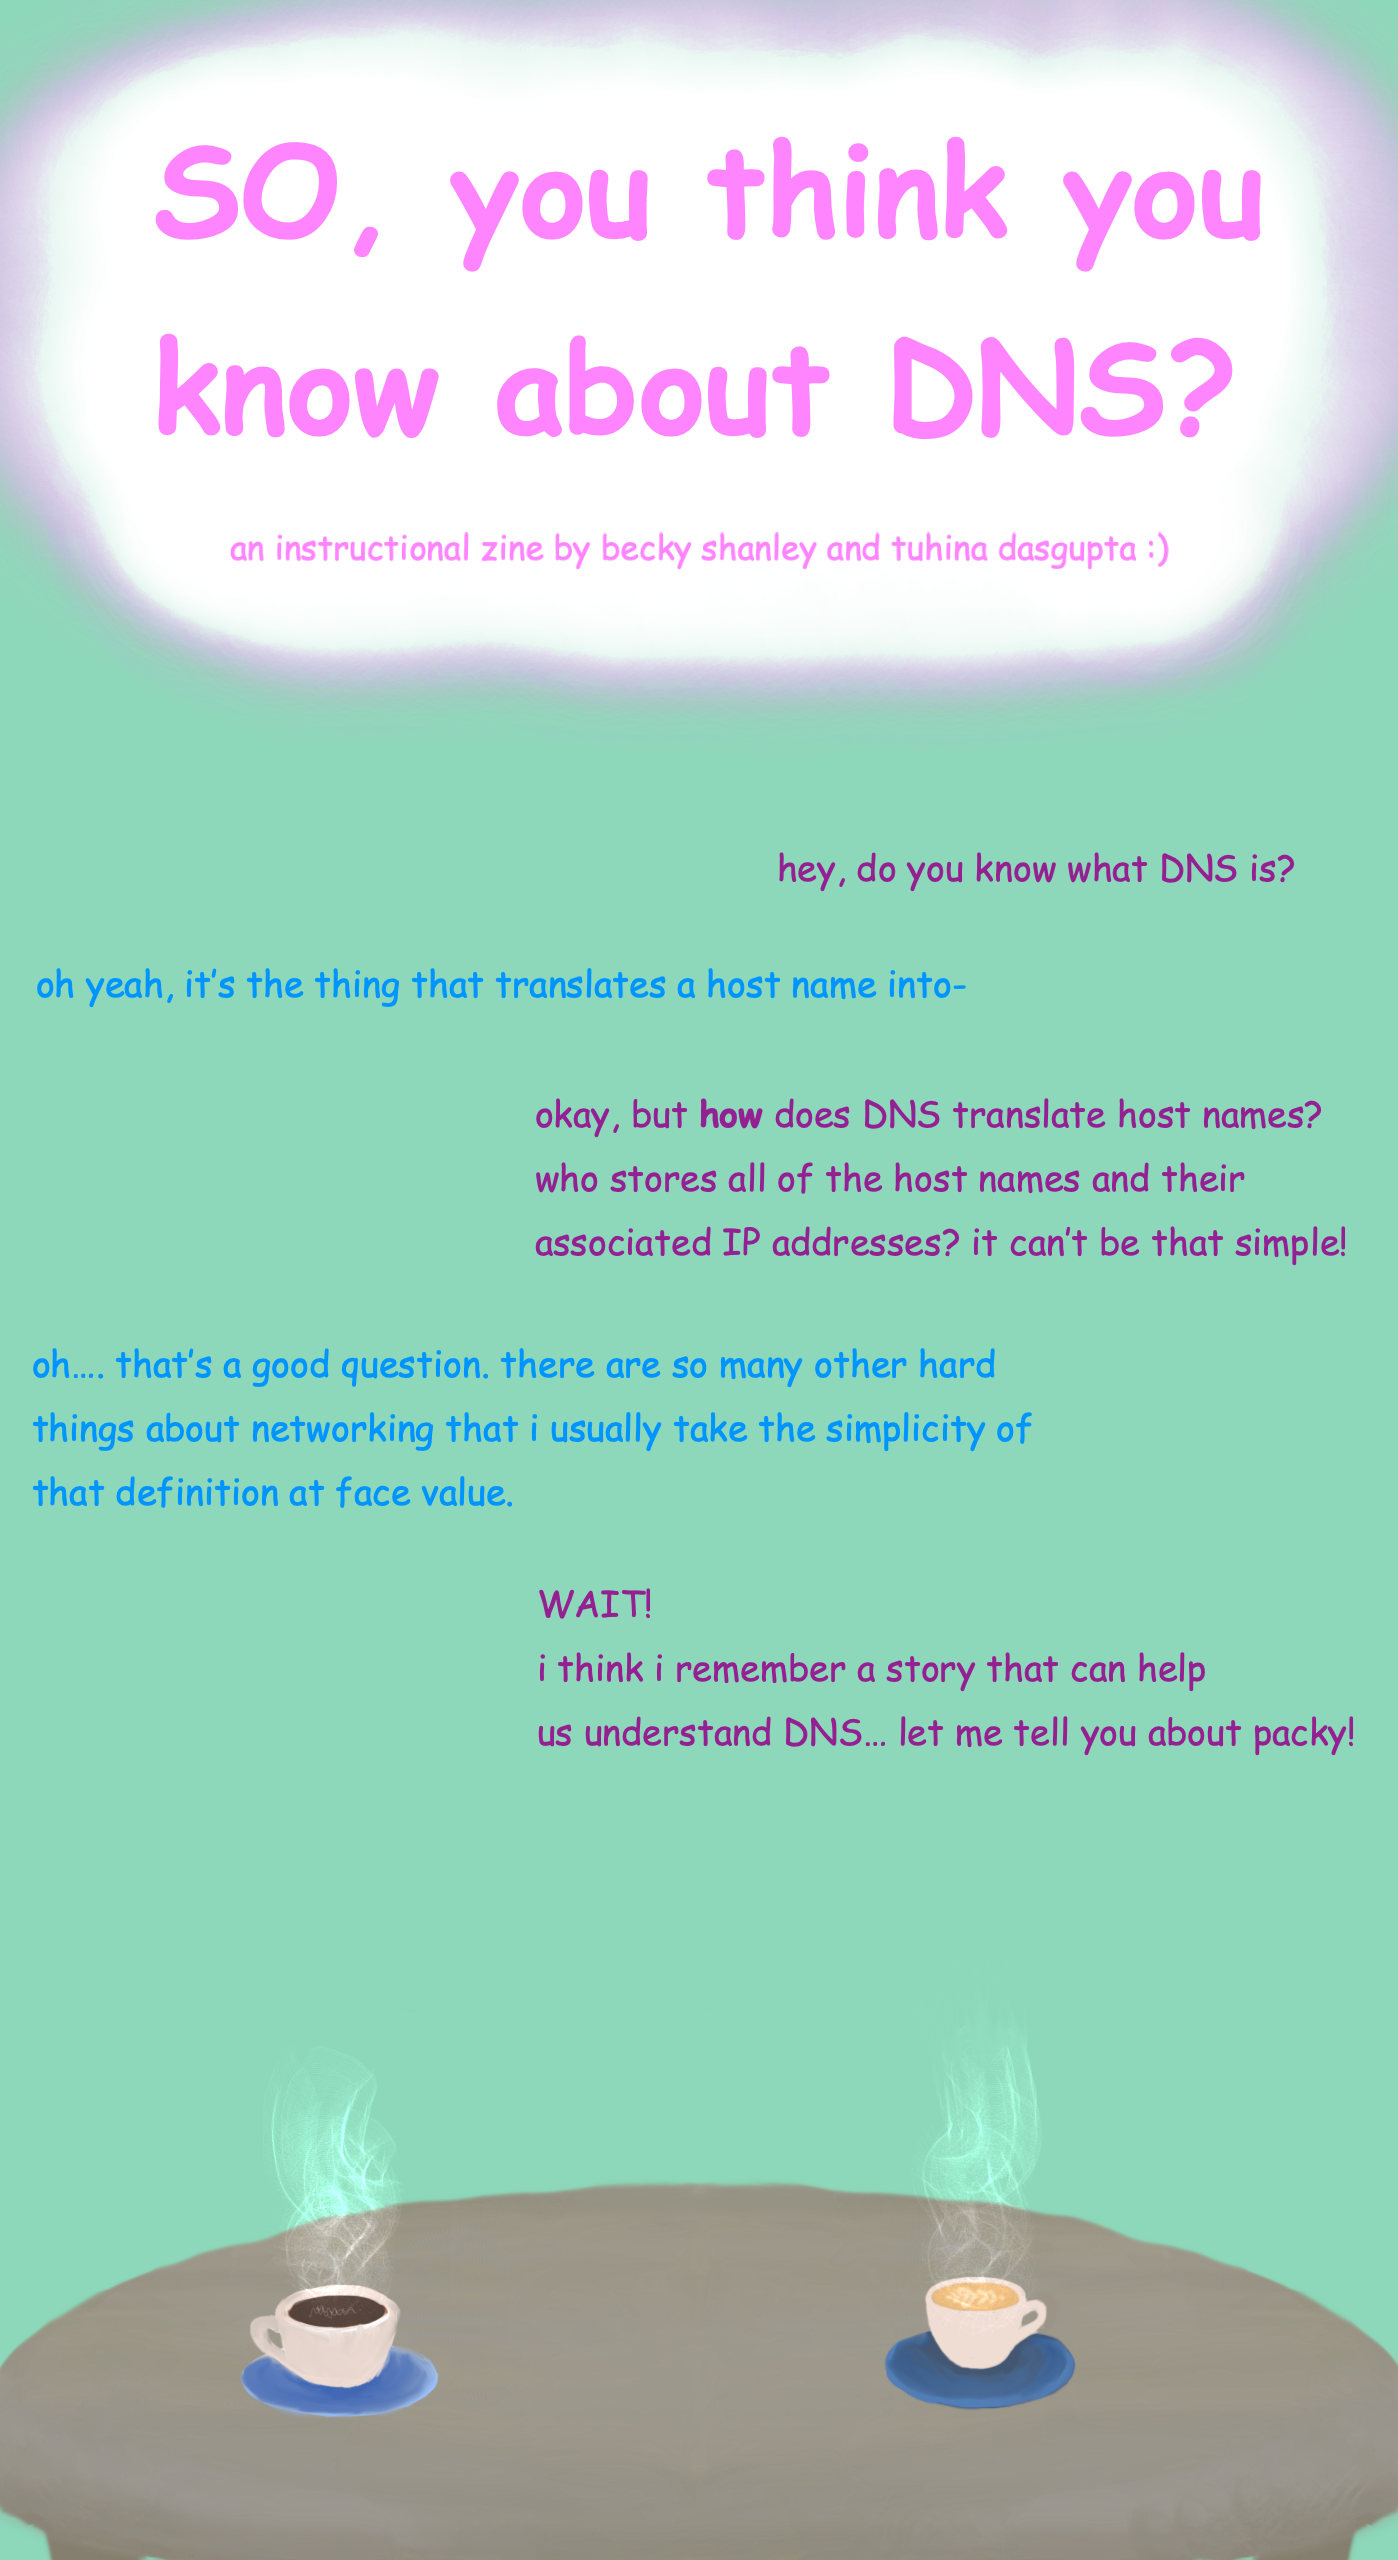 SO, you think you
know about DNS?
an instructional zine by becky shanley and tuhina dasgupta :)
hey, do you know what DNS is?
oh yeah, it's the thing that translates a host name into-
okay, but how does DNS translate host names?
who stores all of the host names and their
associated IP addresses? it can't be that simple!
oh.... that's a good question. there are so many other hard
things about networking that i usually take the simplicity of
that definition at face value.
WAIT!
i think i remember a story that can help
us understand DNS... let me tell you about packy!